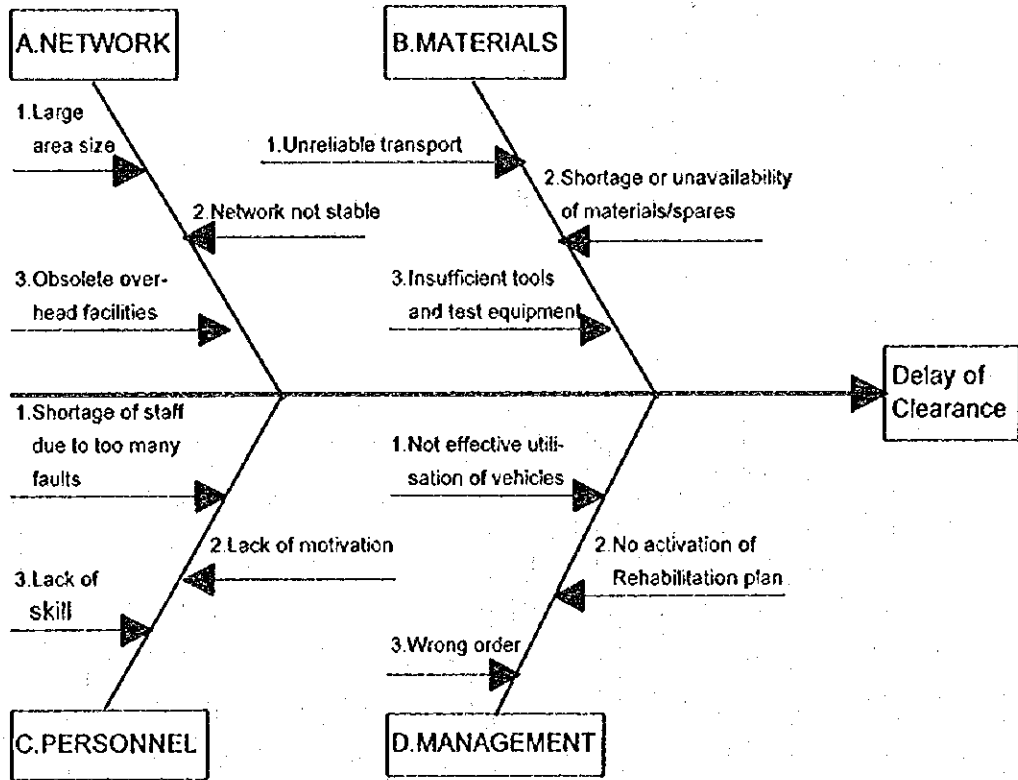 A.NETWORK
1.Large
area size
2.Network not stable
3.Obsolete over-
head facilities
B.MATERIALS
1.Unreliable transport
2.Shortage or unavailability
of materials/spares
3.Insufficient tools
and test equipment
Delay of
Clearance
1.Shortage of staff
due to too many
faults
2.Lack of motivation
3.Lack of
skill
C.PERSONNEL
1.Not effective utili-
sation of vehicles
2.No activation of
Rehabilitation plan
3.Wrong order
D.MANAGEMENT